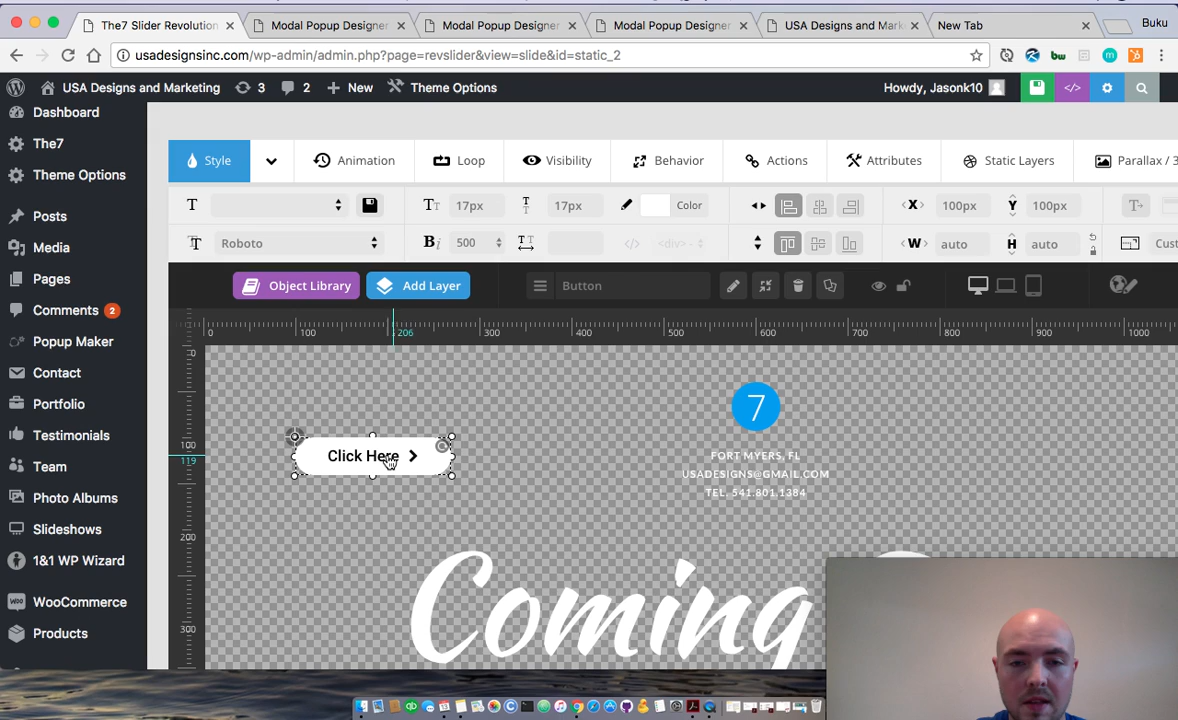 The7 Slider Revolution
Modal Popup Designer
Modal Popup Designer
Modal Popup Designer
USA Designs and Mark
New Tab
Buku
usadesignsinc.com/wp-admin/admin.php?page=revslider&view=slide&id=static_2
bw
m
USA Designs and Marketing
3
2
New
Theme Options
Howdy, Jasonk10
</>
Dashboard
The7
Theme Options
Posts
Media
Pages
Comments 2
Popup Maker
Contact
Portfolio
Testimonials
Team
Photo Albums
Slideshows
1&1 WP Wizard
WooCommerce
Products
Style
Animation
Loop
Visibility
Behavior
Actions
Attributes
Static Layers
Parallax / 3
17px
17px
Color
X 100px
Y 100px
Roboto
500
</>
<div>
W auto
H auto
Cust
Object Library
Add Layer
Button
0 100 206 300 400 500 600 700 800 900 1000
0
100
119
200
300
7
Click Here
FORT MYERS, FL
USADESIGNS@GMAIL.COM
TEL. 541.801.1384
Coming